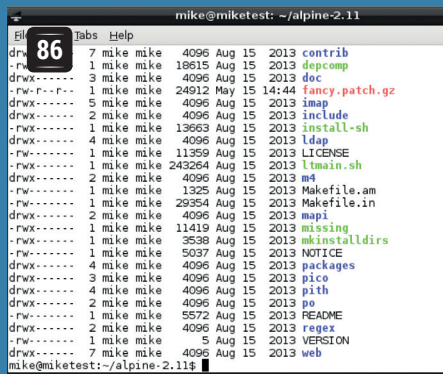 mike@miketest: ~/alpine-2.11
Tabs Help
86
7 mike mike 4096 Aug 15 2013 contrib
1 mike mike 18615 Aug 15 2013 depcomp
drwx------ 3 mike mike 4096 Aug 15 2013 doc
-rw-r--r-- 1 mike mike 24912 May 15 14:44 fancy.patch.gz
drwx------ 5 mike mike 4096 Aug 15 2013 imap
drwx------ 2 mike mike 4096 Aug 15 2013 include
-rwx------ 1 mike mike 13663 Aug 15 2013 install-sh
drwx------ 4 mike mike 4096 Aug 15 2013 ldap
-rw------- 1 mike mike 11359 Aug 15 2013 LICENSE
-rwx------ 1 mike mike 243264 Aug 15 2013 ltmain.sh
drwx------ 2 mike mike 4096 Aug 15 2013 m4
-rw------- 1 mike mike 1325 Aug 15 2013 Makefile.am
-rw------- 1 mike mike 29354 Aug 15 2013 Makefile.in
drwx------ 2 mike mike 4096 Aug 15 2013 mapi
-rwx------ 1 mike mike 11419 Aug 15 2013 missing
-rwx------ 1 mike mike 3538 Aug 15 2013 mkinstalldirs
-rw------- 1 mike mike 5037 Aug 15 2013 NOTICE
drwx------ 4 mike mike 4096 Aug 15 2013 packages
drwx------ 3 mike mike 4096 Aug 15 2013 pico
drwx------ 4 mike mike 4096 Aug 15 2013 pith
drwx------ 2 mike mike 4096 Aug 15 2013 po
-rw------- 1 mike mike 5572 Aug 15 2013 README
drwx------ 2 mike mike 4096 Aug 15 2013 regex
-rw------- 1 mike mike 5 Aug 15 2013 VERSION
drwx------ 7 mike mike 4096 Aug 15 2013 web
mike@miketest:~/alpine-2.11$